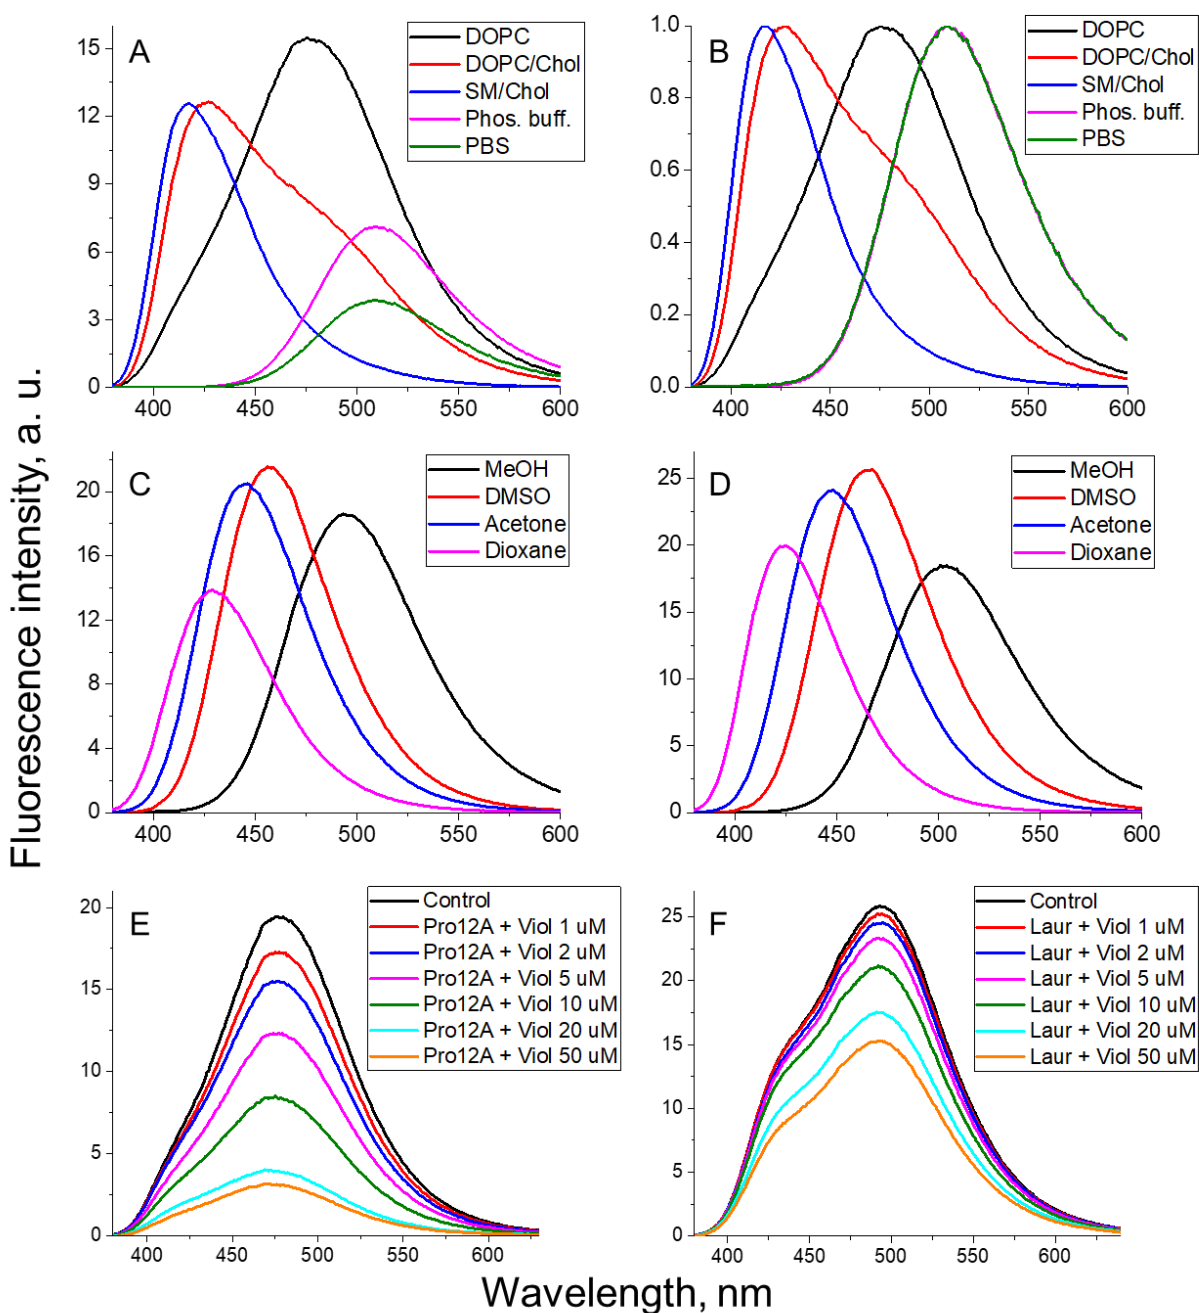 Fluorescence intensity, a. u.
A
DOPC
DOPC/Chol
SM/Chol
Phos. buff.
PBS
15
12
9
6
3
0
400 450 500 550 600
B
DOPC
DOPC/Chol
SM/Chol
Phos. buff.
PBS
1.0
0.8
0.6
0.4
0.2
0.0
400 450 500 550 600
C
MeOH
DMSO
Acetone
Dioxane
20
16
12
8
4
0
400 450 500 550 600
D
MeOH
DMSO
Acetone
Dioxane
25
20
15
10
5
0
400 450 500 550 600
E
Control
Pro12A + Viol 1 uM
Pro12A + Viol 2 uM
Pro12A + Viol 5 uM
Pro12A + Viol 10 uM
Pro12A + Viol 20 uM
Pro12A + Viol 50 uM
20
15
10
5
0
400 450 500 550 600
F
Control
Laur + Viol 1 uM
Laur + Viol 2 uM
Laur + Viol 5 uM
Laur + Viol 10 uM
Laur + Viol 20 uM
Laur + Viol 50 uM
25
20
15
10
5
0
400 450 500 550 600
Wavelength, nm